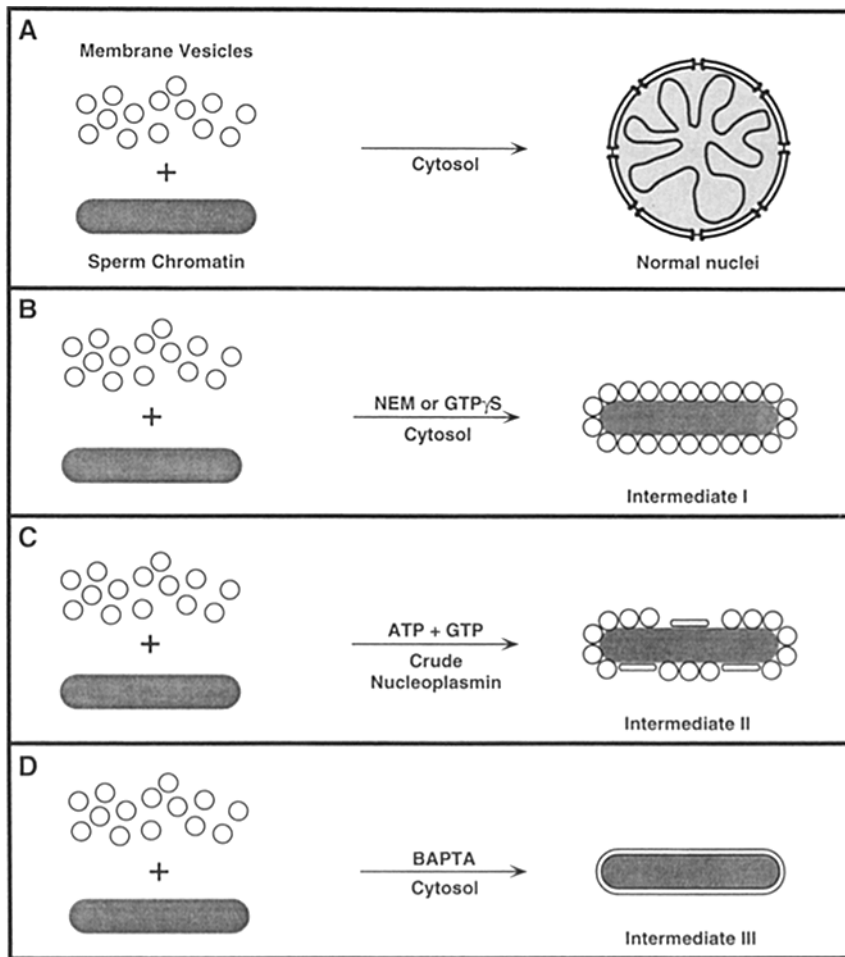 A
Membrane Vesicles
+
Cytosol
Sperm Chromatin
Normal nuclei
B
+
NEM or GTPγS
Cytosol
Intermediate I
C
+
ATP + GTP
Crude
Nucleoplasmin
Intermediate II
D
+
BAPTA
Cytosol
Intermediate III